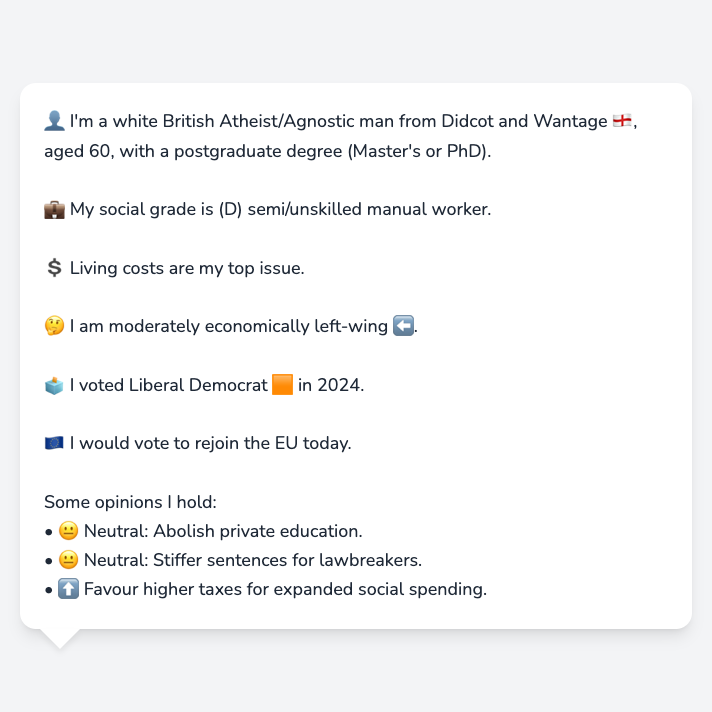 👤 I'm a white British Atheist/Agnostic man from Didcot and Wantage 🏴󠁧󠁢󠁥󠁮󠁧󠁿,
aged 60, with a postgraduate degree (Master's or PhD).
💼 My social grade is (D) semi/unskilled manual worker.
💲 Living costs are my top issue.
🤔 I am moderately economically left-wing ⬅️.
🗳️ I voted Liberal Democrat 🟧 in 2024.
🇪🇺 I would vote to rejoin the EU today.
Some opinions I hold:
• 😐 Neutral: Abolish private education.
• 😐 Neutral: Stiffer sentences for lawbreakers.
• ⬆️ Favour higher taxes for expanded social spending.